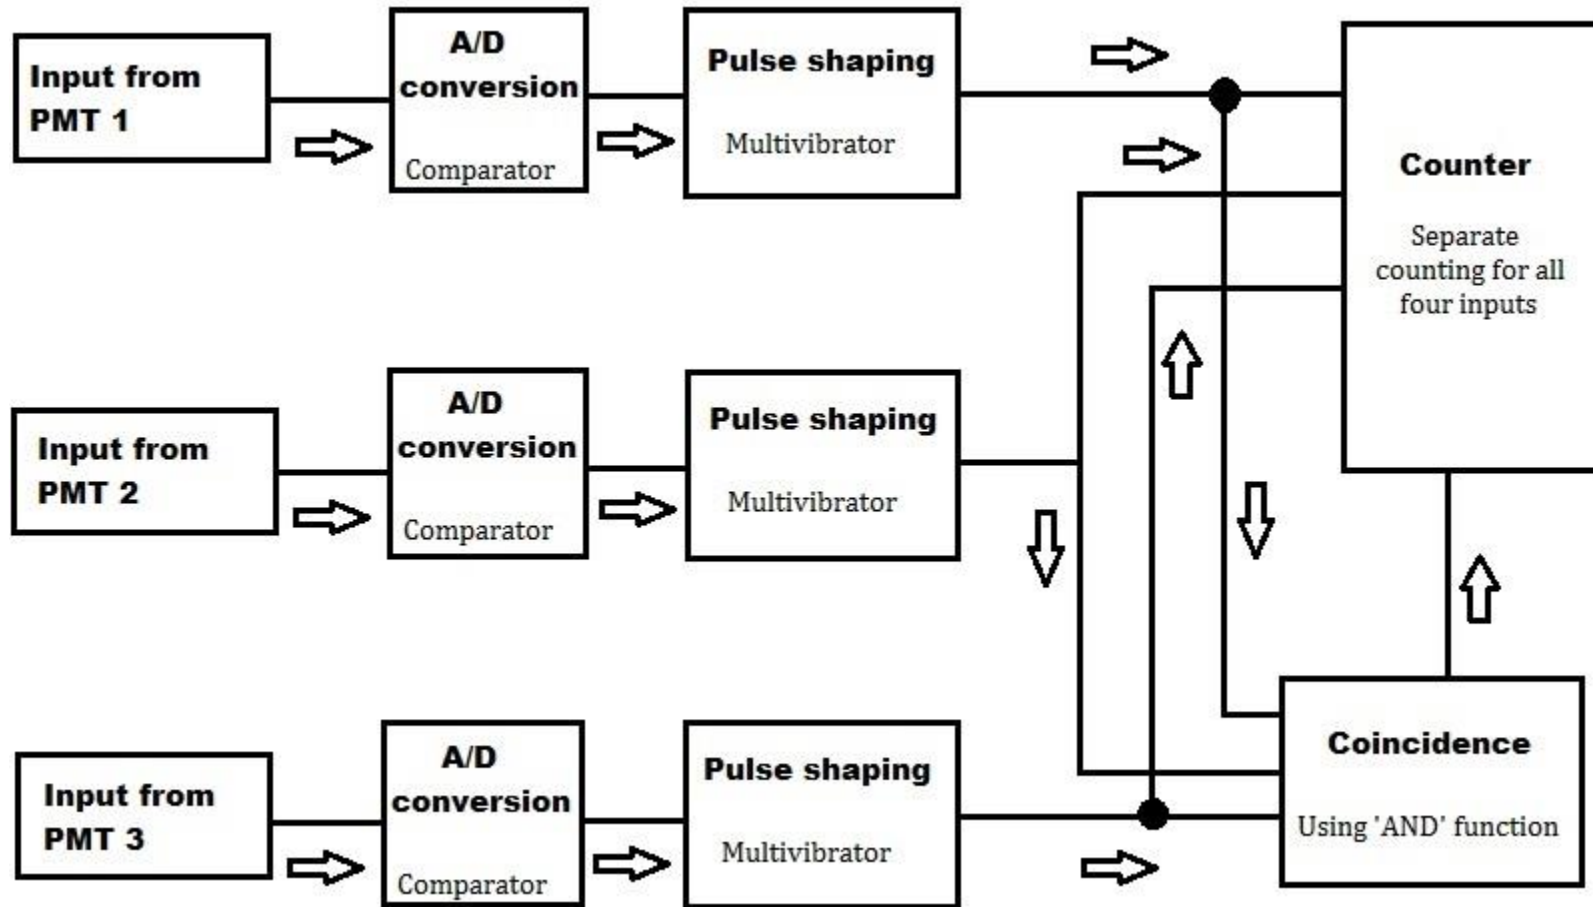 Input from
PMT 1
A/D
conversion
Comparator
Pulse shaping
Multivibrator
Counter
Separate
counting for all
four inputs
Input from
PMT 2
A/D
conversion
Comparator
Pulse shaping
Multivibrator
Input from
PMT 3
A/D
conversion
Comparator
Pulse shaping
Multivibrator
Coincidence
Using 'AND' function